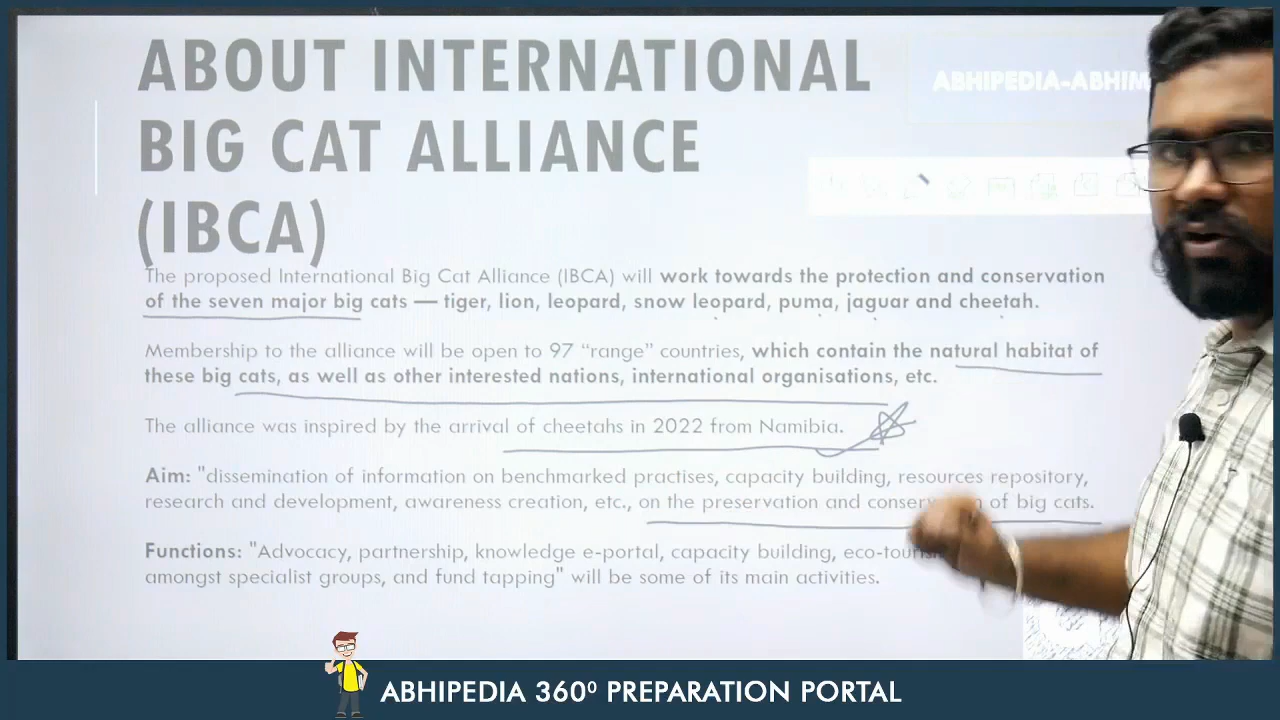 ABOUT INTERNATIONAL
BIG CAT ALLIANCE
(IBCA)
ABHIPEDIA-ABHIM
The proposed International Big Cat Alliance (IBCA) will work towards the protection and conservation
of the seven major big cats — tiger, lion, leopard, snow leopard, puma, jaguar and cheetah.
Membership to the alliance will be open to 97 “range” countries, which contain the natural habitat of
these big cats, as well as other interested nations, international organisations, etc.
The alliance was inspired by the arrival of cheetahs in 2022 from Namibia.
Aim: "dissemination of information on benchmarked practises, capacity building, resources repository,
research and development, awareness creation, etc., on the preservation and conser of big cats.
Functions: "Advocacy, partnership, knowledge e-portal, capacity building,
amongst specialist groups, and fund tapping" will be some of its main activities.
ABHIPEDIA 360⁰ PREPARATION PORTAL